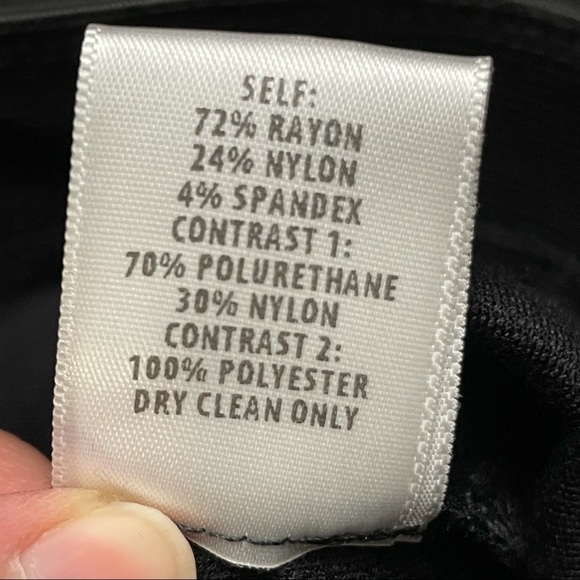 SELF:
72% RAYON
24% NYLON
4% SPANDEX
CONTRAST 1:
70% POLURETHANE
30% NYLON
CONTRAST 2:
100% POLYESTER
DRY CLEAN ONLY